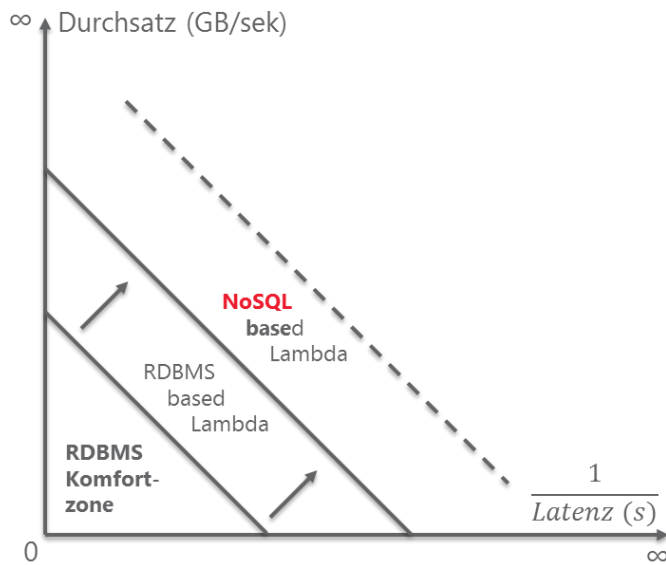 ∞
Durchsatz (GB/sek)
NoSQL
based
Lambda
RDBMS
based
Lambda
RDBMS
Komfort-
zone
1
Latenz (s)
0
∞